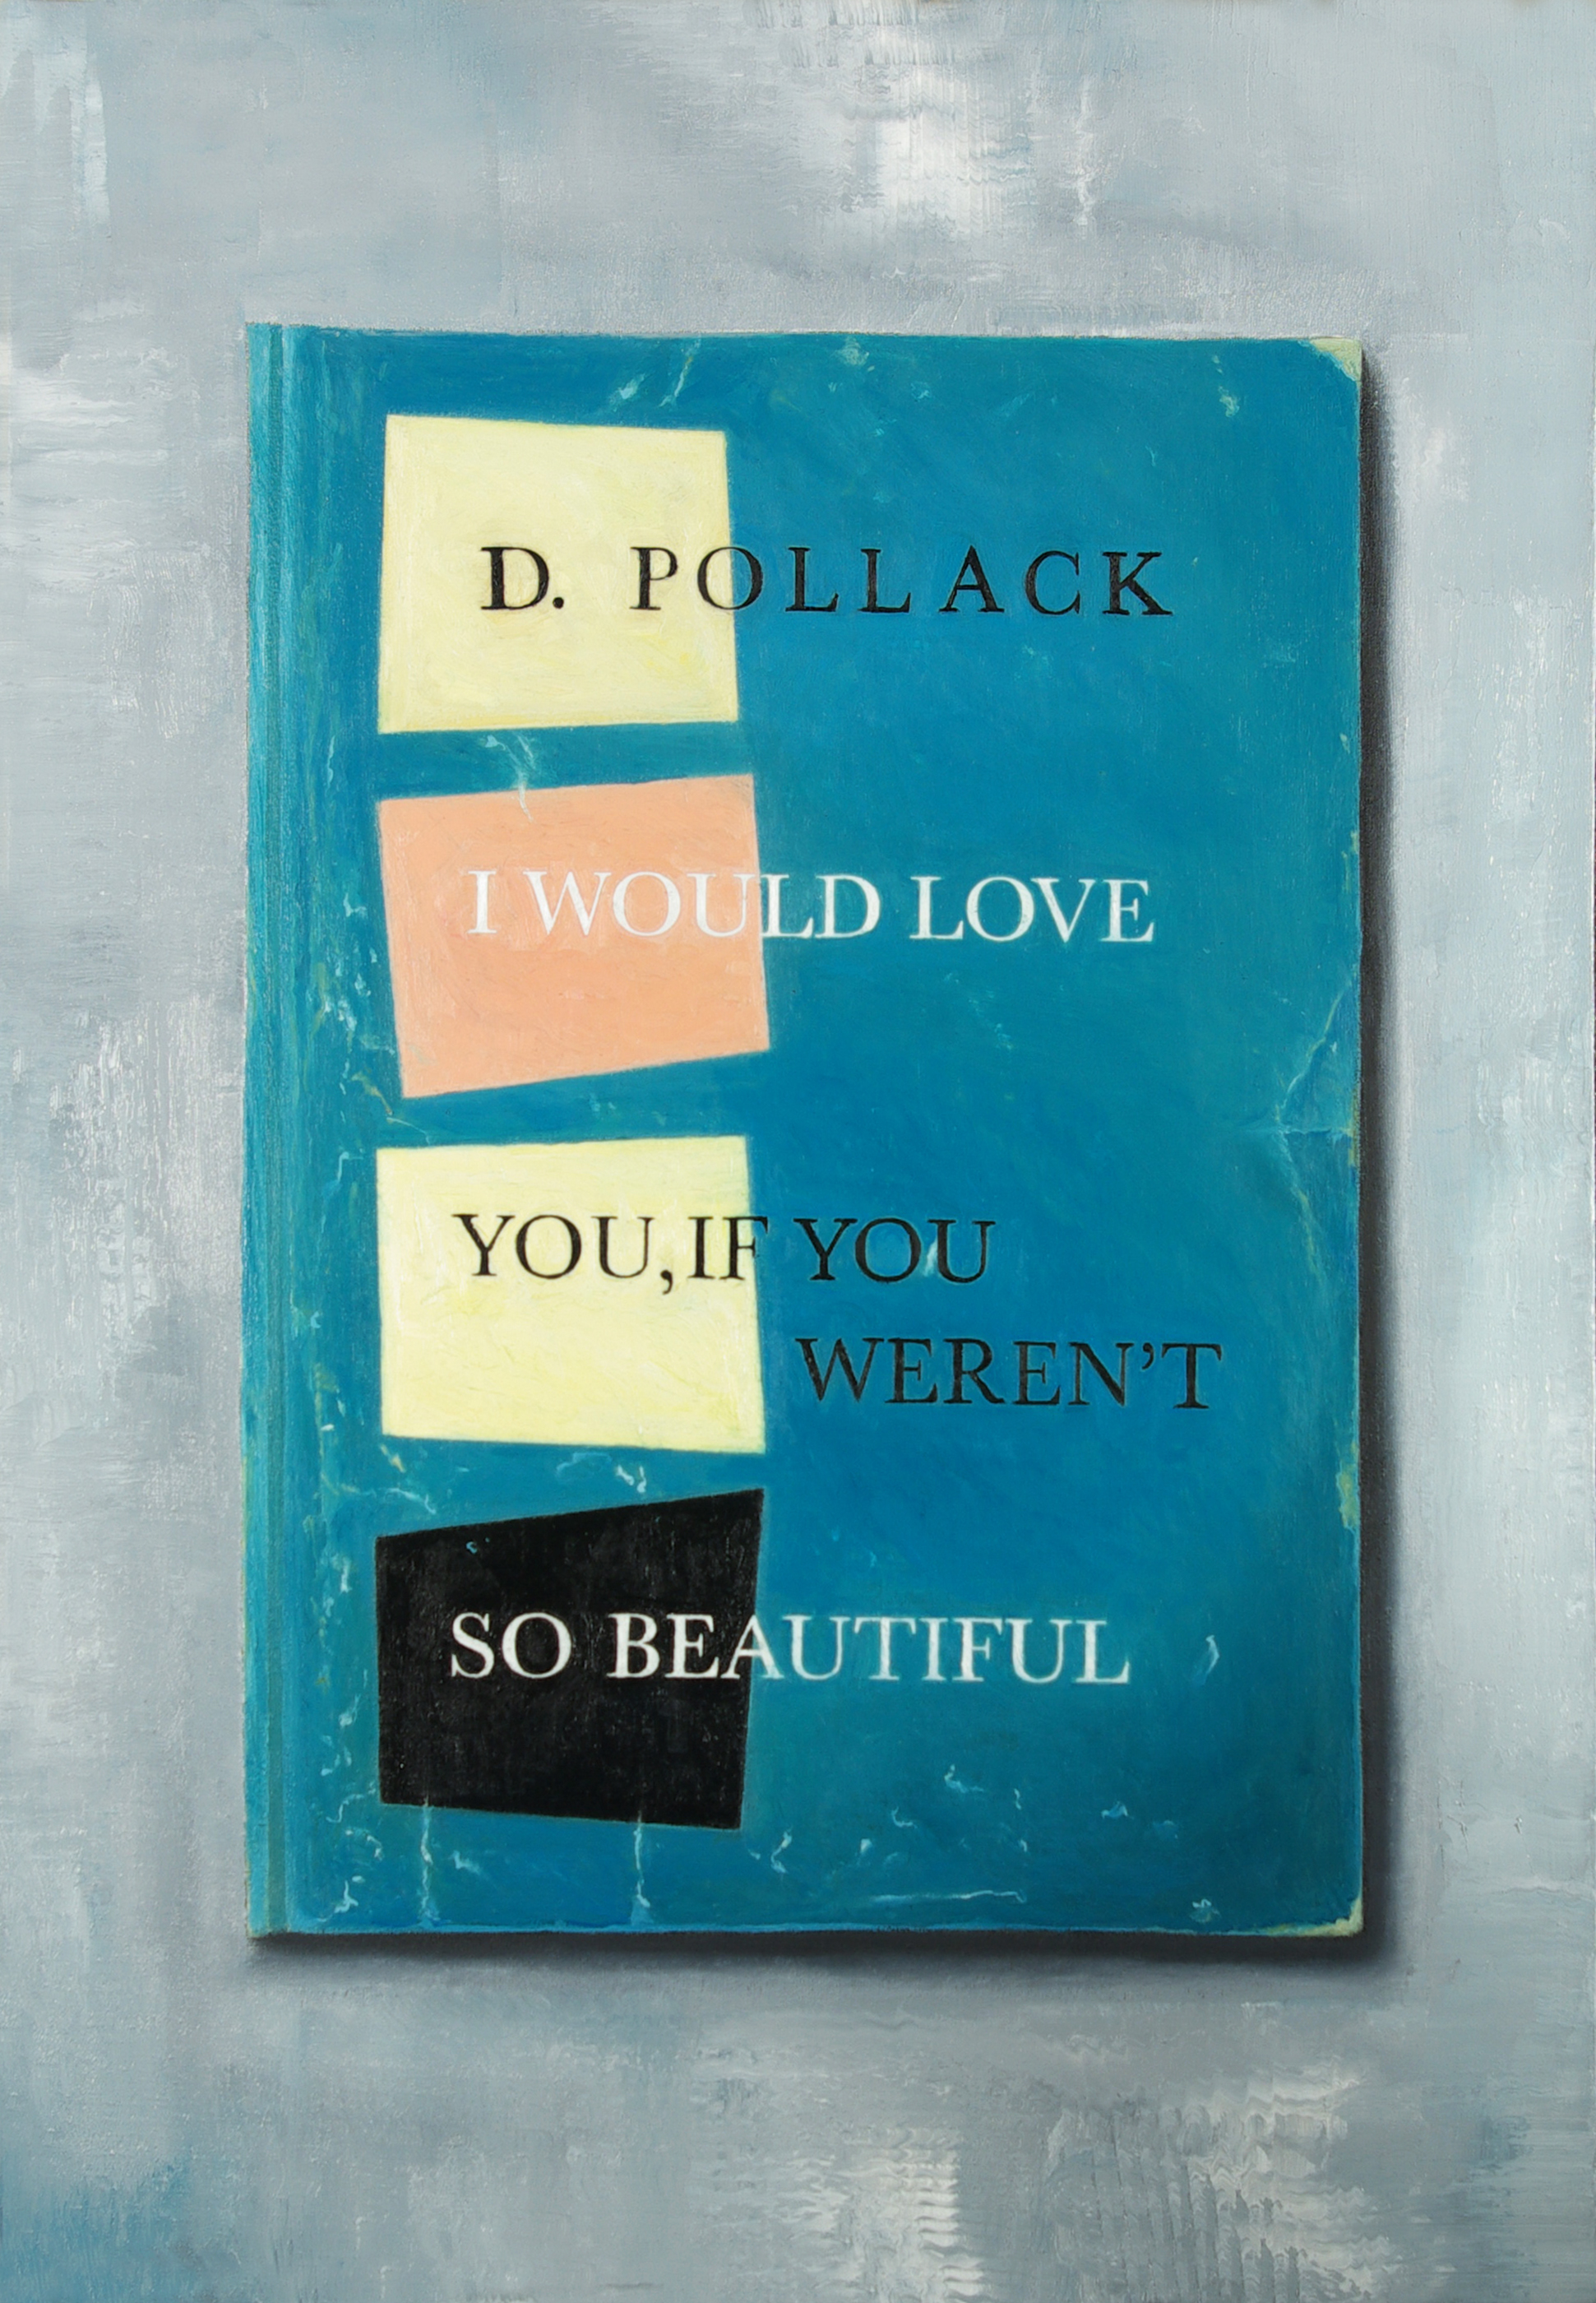 D. POLLACK
I WOULD LOVE
YOU, IF YOU
WEREN'T
SO BEAUTIFUL